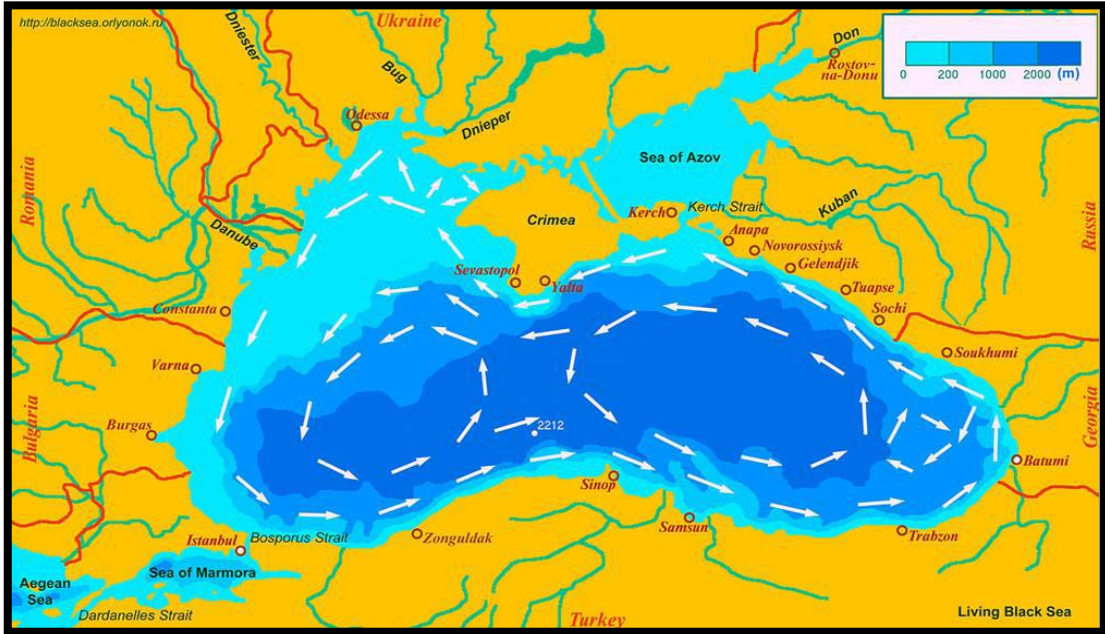 http://blacksea.orlyonok.ru
Ukraine
Dniester
Bug
Dnieper
Don
Rostov-
na-Donu
0 200 1000 2000 (m)
Odessa
Sea of Azov
Romania
Danube
Crimea
Kerch
Kerch Strait
Kuban
Russia
Anapa
Novorossiysk
Gelendjik
Sevastopol
Yalta
Tuapse
Constanta
Sochi
Varna
Soukhumi
Bulgaria
Burgas
2212
Georgia
Batumi
Sinop
Samsun
Trabzon
Istanbul
Bosporus Strait
Zonguldak
Sea of Marmora
Aegean
Sea
Dardanelles Strait
Turkey
Living Black Sea